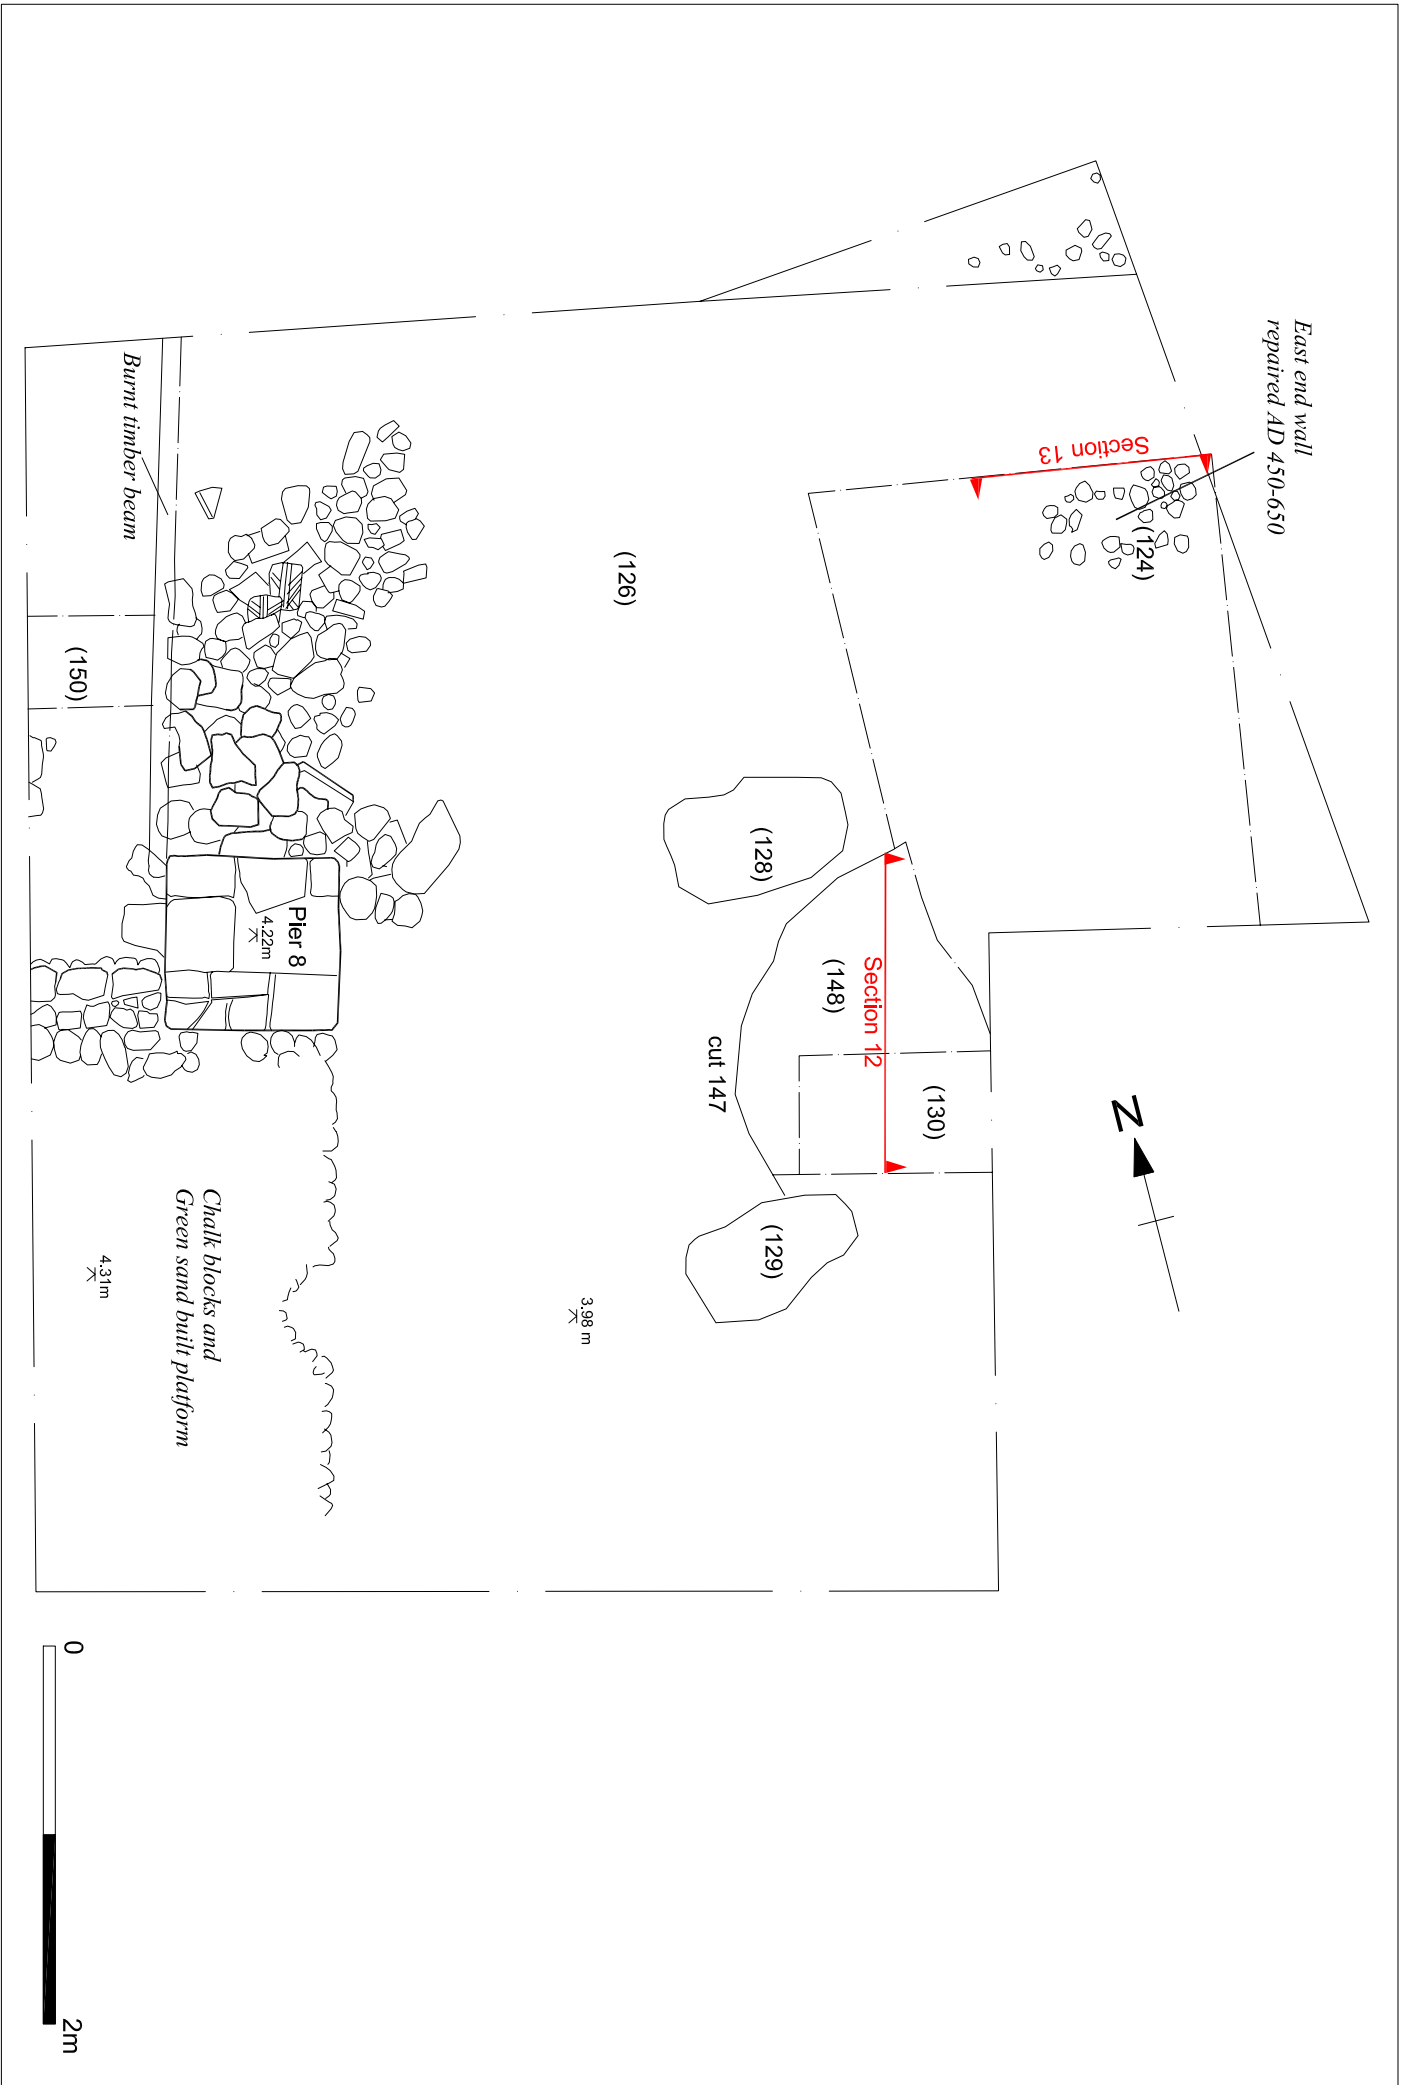 East end wall
repaired AD 450-650
Section 13
(124)
Burnt timber beam
(126)
(150)
(128)
Pier 8
4.22m
Section 12
(148)
cut 147
(130)
N
(129)
Chalk blocks and
Green sand built platform
4.31m
3.98 m
0
2m